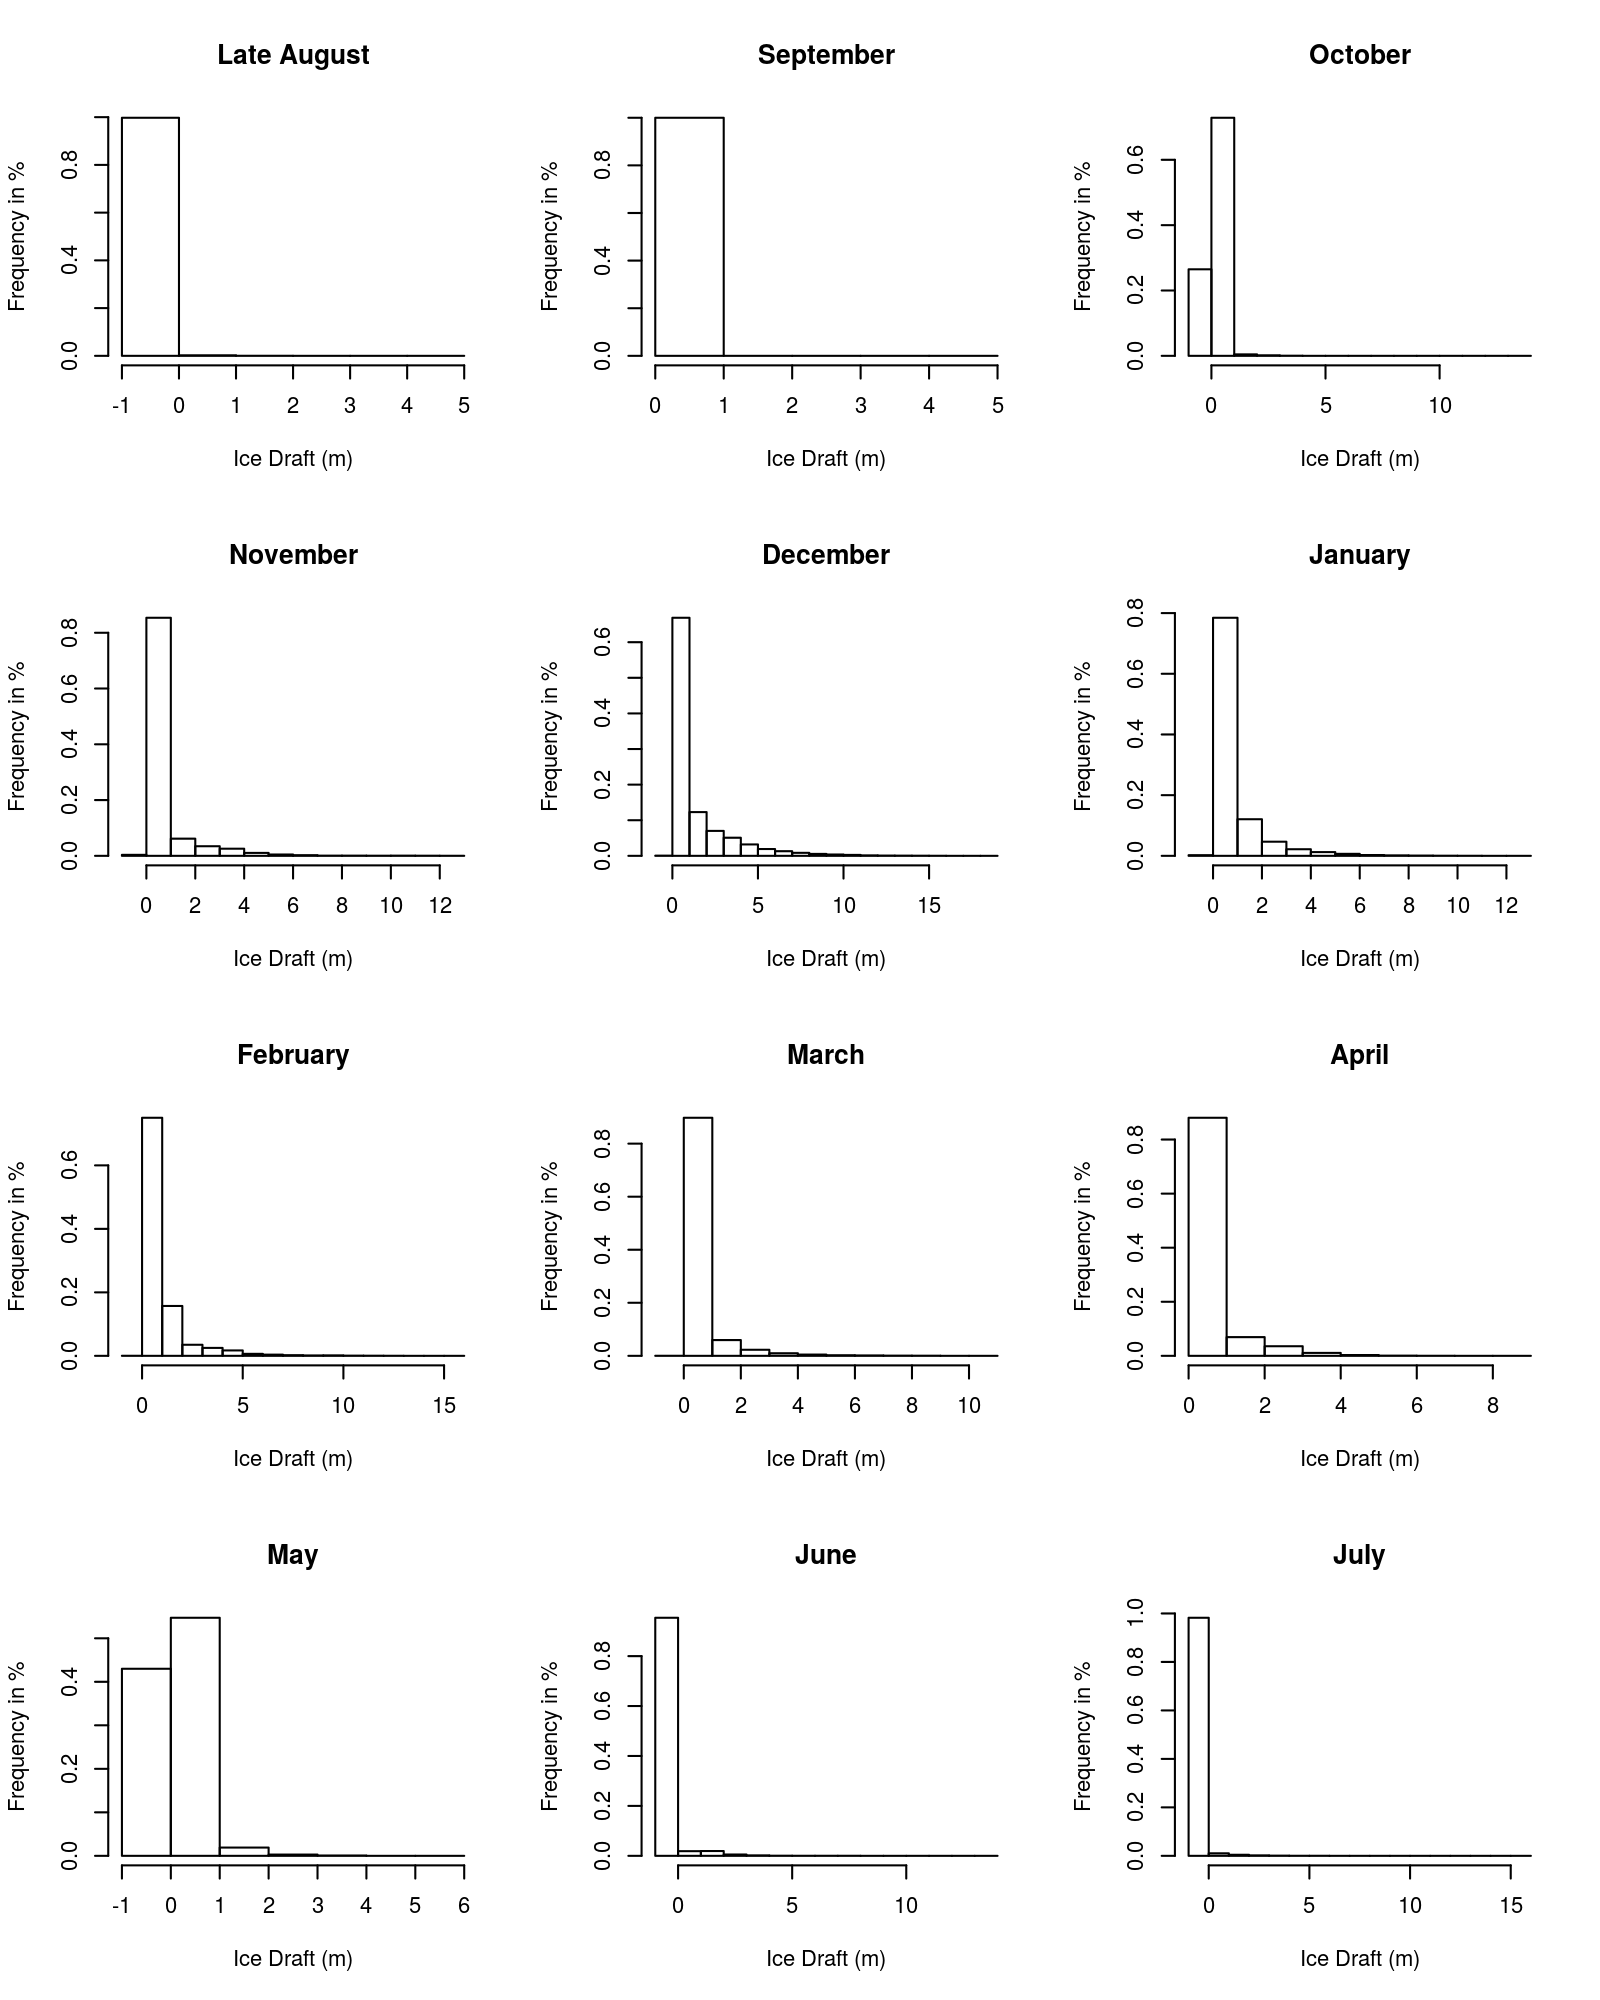 Late August
Frequency in %
0.0 0.4 0.8
-1 0 1 2 3 4 5
Ice Draft (m)
September
Frequency in %
0.0 0.4 0.8
0 1 2 3 4 5
Ice Draft (m)
October
Frequency in %
0.0 0.2 0.4 0.6
0 5 10
Ice Draft (m)
November
Frequency in %
0.0 0.2 0.4 0.6 0.8
0 2 4 6 8 10 12
Ice Draft (m)
December
Frequency in %
0.0 0.2 0.4 0.6
0 5 10 15
Ice Draft (m)
January
Frequency in %
0.0 0.2 0.4 0.6 0.8
0 2 4 6 8 10 12
Ice Draft (m)
February
Frequency in %
0.0 0.2 0.4 0.6
0 5 10 15
Ice Draft (m)
March
Frequency in %
0.0 0.2 0.4 0.6 0.8
0 2 4 6 8 10
Ice Draft (m)
April
Frequency in %
0.0 0.2 0.4 0.6 0.8
0 2 4 6 8
Ice Draft (m)
May
Frequency in %
0.0 0.2 0.4
-1 0 1 2 3 4 5 6
Ice Draft (m)
June
Frequency in %
0.0 0.2 0.4 0.6 0.8
0 5 10
Ice Draft (m)
July
Frequency in %
0.0 0.2 0.4 0.6 0.8 1.0
0 5 10 15
Ice Draft (m)